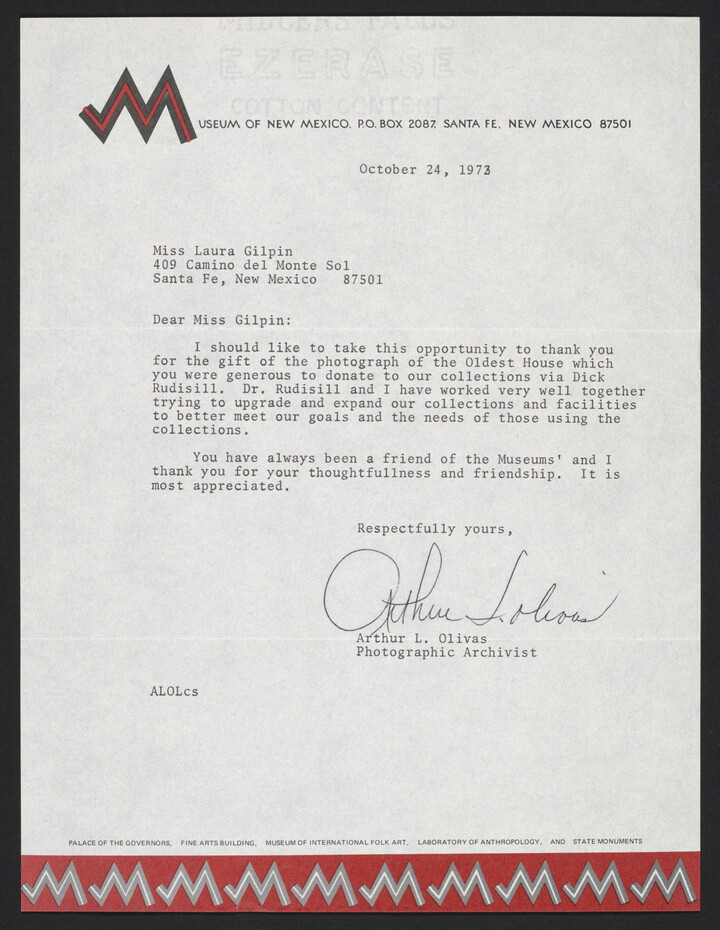 MILLERS FALLS
EZERASE
COTTON CONTENT
MUSEUM OF NEW MEXICO. P.O. BOX 2087, SANTA FE, NEW MEXICO 87501
October 24, 1973
Miss Laura Gilpin
409 Camino del Monte Sol
Santa Fe, New Mexico 87501
Dear Miss Gilpin:
I should like to take this opportunity to thank you
for the gift of the photograph of the Oldest House which
you were generous to donate to our collections via Dick
Rudisill. Dr. Rudisill and I have worked very well together
trying to upgrade and expand our collections and facilities
to better meet our goals and the needs of those using the
collections.
You have always been a friend of the Museums' and I
thank you for your thoughtfullness and friendship. It is
most appreciated.
Respectfully yours,
Arthur L. Olivas
Arthur L. Olivas
Photographic Archivist
ALOLcs
PALACE OF THE GOVERNORS, FINE ARTS BUILDING, MUSEUM OF INTERNATIONAL FOLK ART, LABORATORY OF ANTHROPOLOGY, AND STATE MONUMENTS